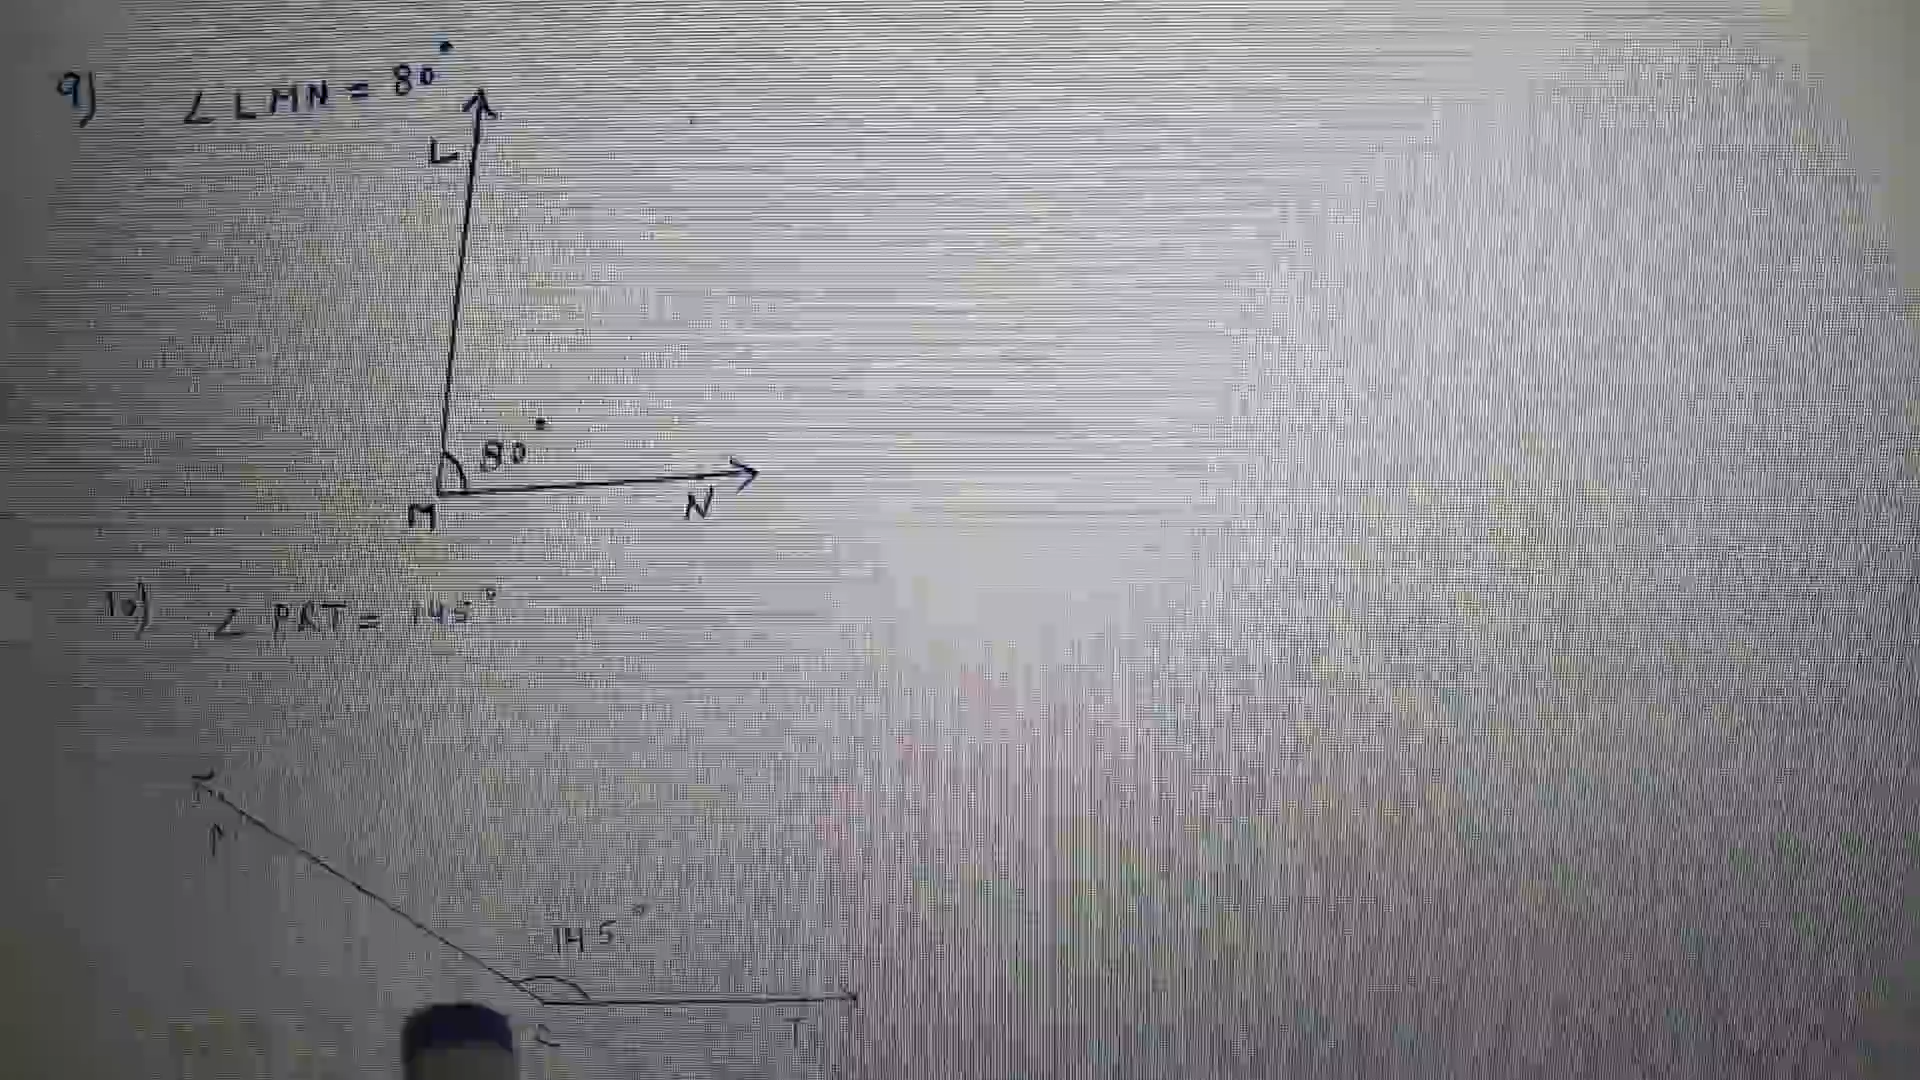 9) ∠LMN = 80°
L
80°
M
N
10) ∠PRT = 145°
P
145°
R
T